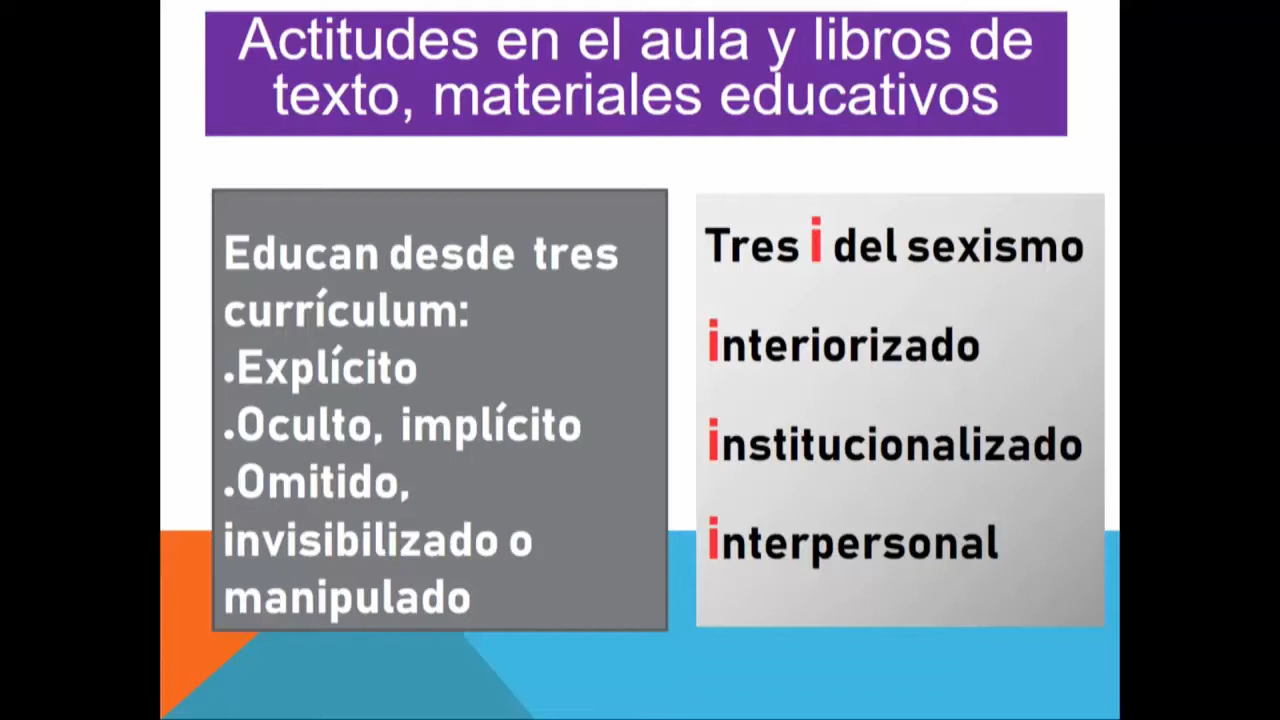 Actitudes en el aula y libros de
texto, materiales educativos
Educan desde tres
currículum:
.Explícito
.Oculto, implícito
.Omitido,
invisibilizado o
manipulado
Tres i del sexismo
interiorizado
institucionalizado
interpersonal